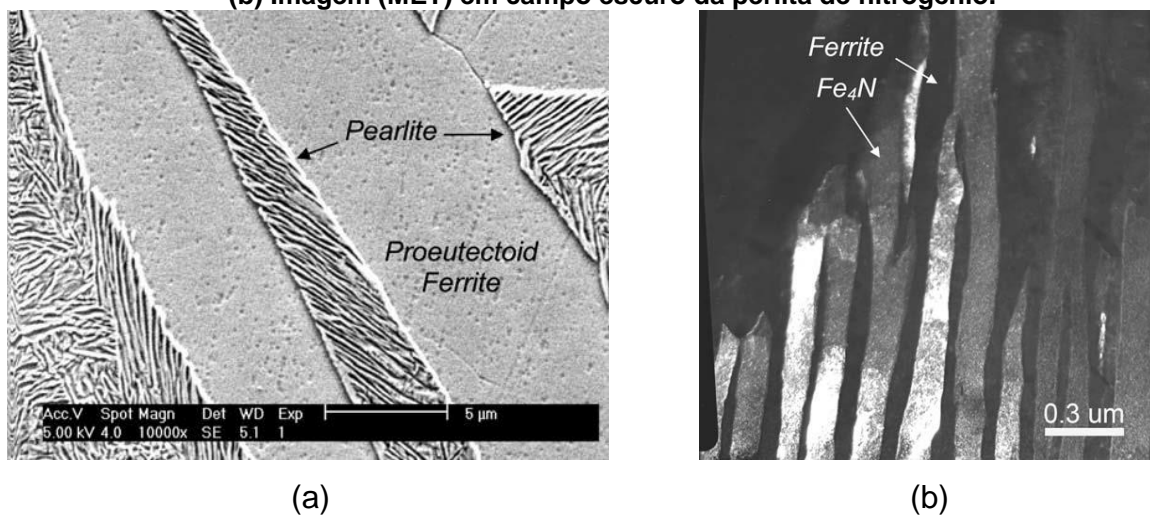 (b) Imagem (MET) em campo escuro da perlita de nitrogênio.
Pearlite
Proeutectoid
Ferrite
Acc.V Spot Magn Det WD Exp
5.00 kV 4.0 10000x SE 5.1 1
5 µm
Ferrite
Fe₄N
0.3 um
(a)
(b)